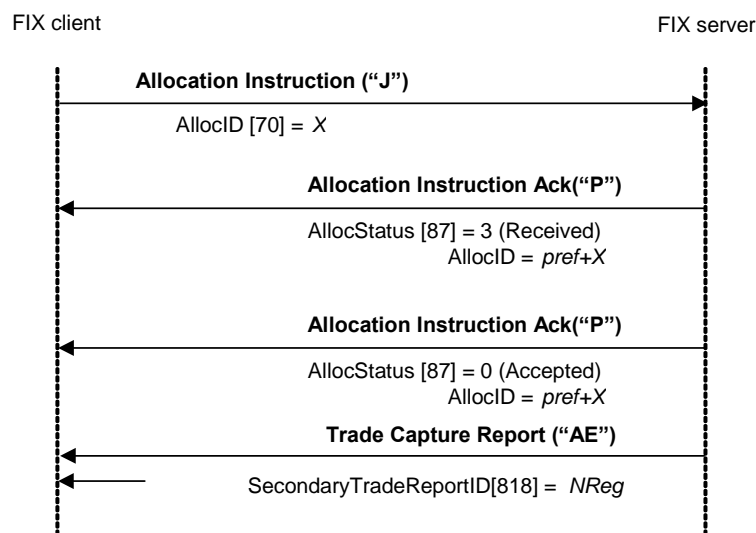 FIX client
FIX server
Allocation Instruction (“J”)
AllocID [70] = X
Allocation Instruction Ack(“P”)
AllocStatus [87] = 3 (Received)
AllocID = pref+X
Allocation Instruction Ack(“P”)
AllocStatus [87] = 0 (Accepted)
AllocID = pref+X
Trade Capture Report (“AE”)
SecondaryTradeReportID[818] = NReg